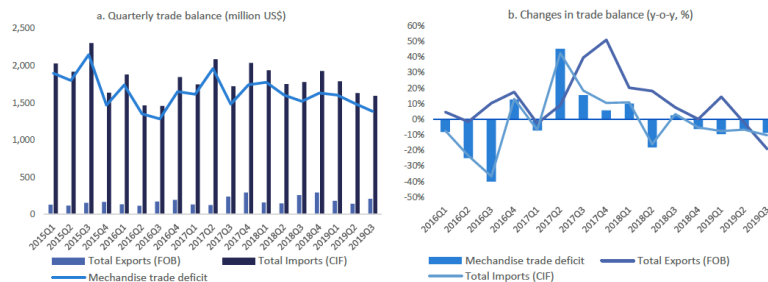 a. Quarterly trade balance (million US$)
2,500
2,000
1,500
1,000
500
0
2015Q1
2015Q2
2015Q3
2015Q4
2016Q1
2016Q2
2016Q3
2016Q4
2017Q1
2017Q2
2017Q3
2017Q4
2018Q1
2018Q2
2018Q3
2018Q4
2019Q1
2019Q2
2019Q3
Total Exports (FOB)
Total Imports (CIF)
Mechandise trade deficit
b. Changes in trade balance (y-o-y, %)
60%
50%
40%
30%
20%
10%
0%
-10%
-20%
-30%
-40%
-50%
2016Q1
2016Q2
2016Q3
2016Q4
2017Q1
2017Q2
2017Q3
2017Q4
2018Q1
2018Q2
2018Q3
2018Q4
2019Q1
2019Q2
2019Q3
Mechandise trade deficit
Total Exports (FOB)
Total Imports (CIF)